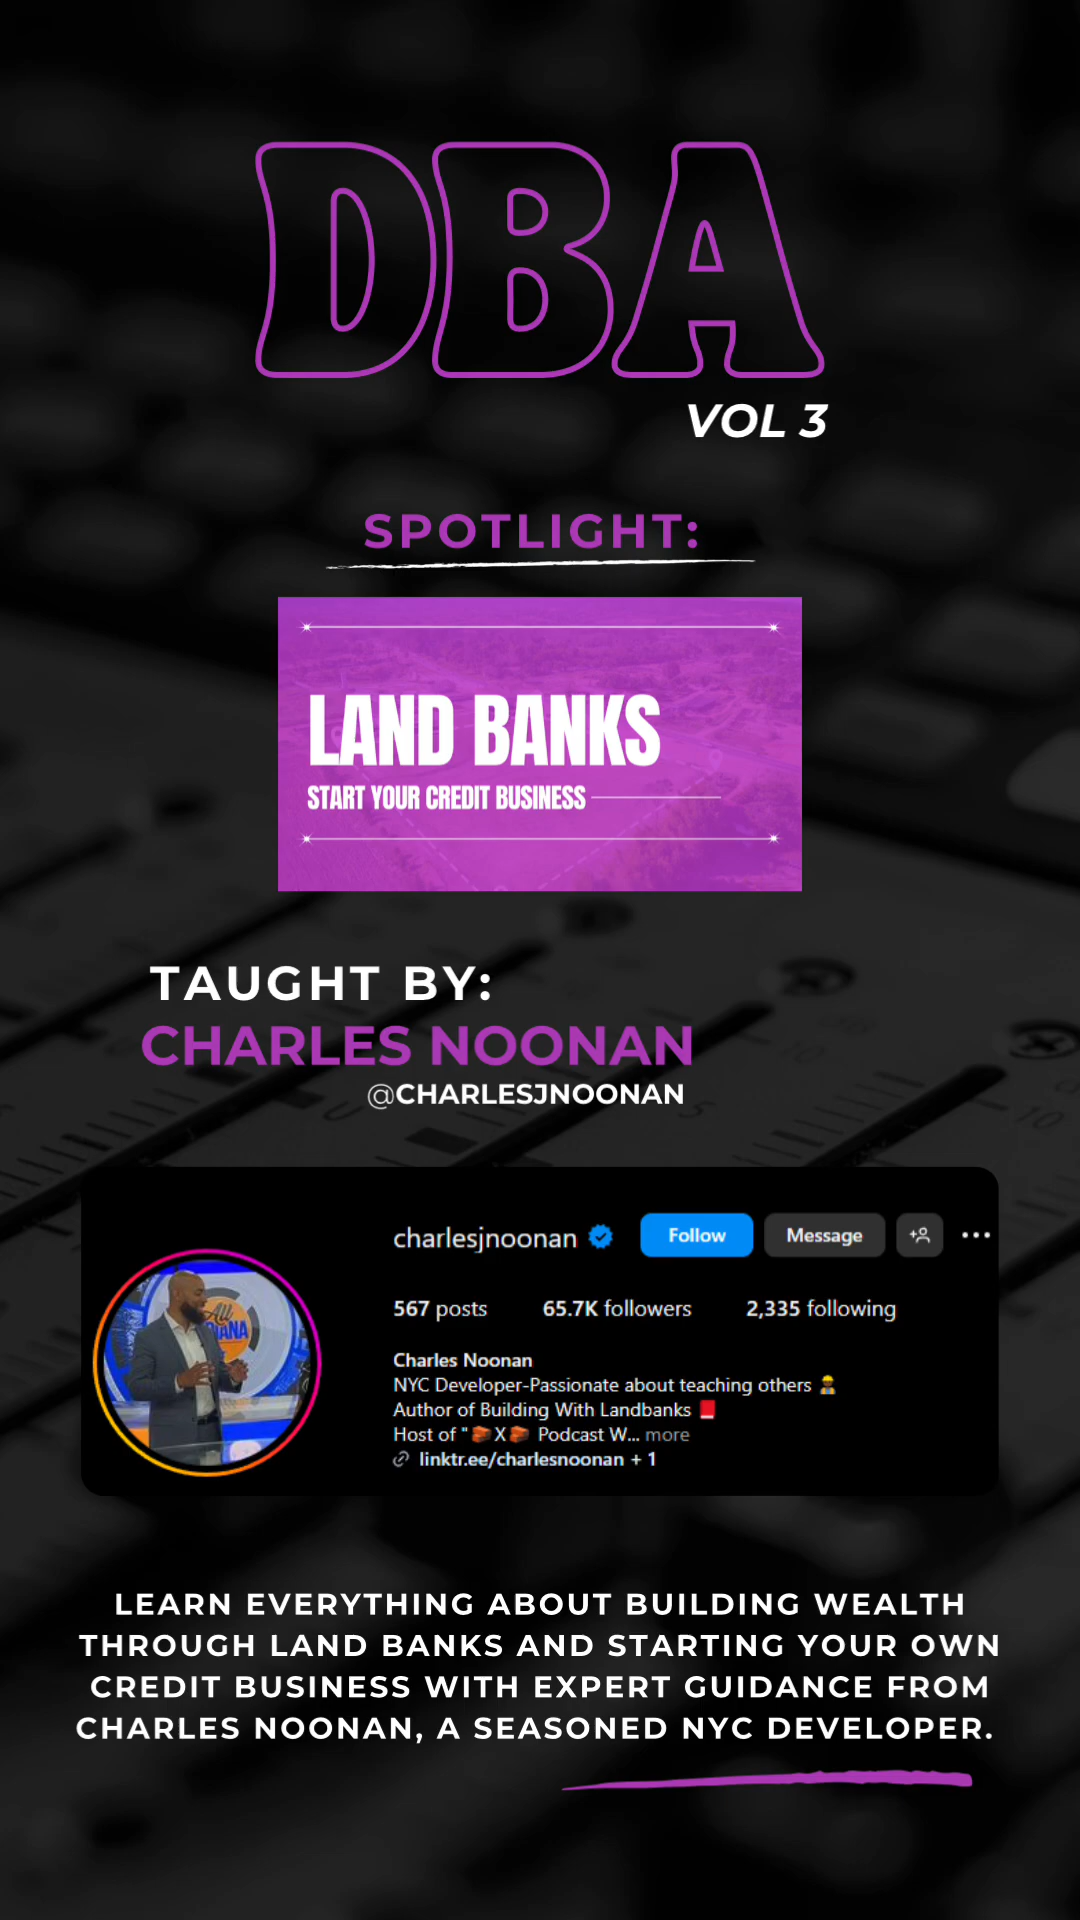 DBA
VOL 3
SPOTLIGHT:
LAND BANKS
START YOUR CREDIT BUSINESS
TAUGHT BY:
CHARLES NOONAN
@CHARLESJNOONAN
charlesjnoonan Follow Message
567 posts 65.7K followers 2,335 following
Charles Noonan
NYC Developer-Passionate about teaching others 👷🏾
Author of Building With Landbanks 📕
Host of "🧱X🧱 Podcast W... more
linktr.ee/charlesnoonan + 1
All
LEARN EVERYTHING ABOUT BUILDING WEALTH
THROUGH LAND BANKS AND STARTING YOUR OWN
CREDIT BUSINESS WITH EXPERT GUIDANCE FROM
CHARLES NOONAN, A SEASONED NYC DEVELOPER.